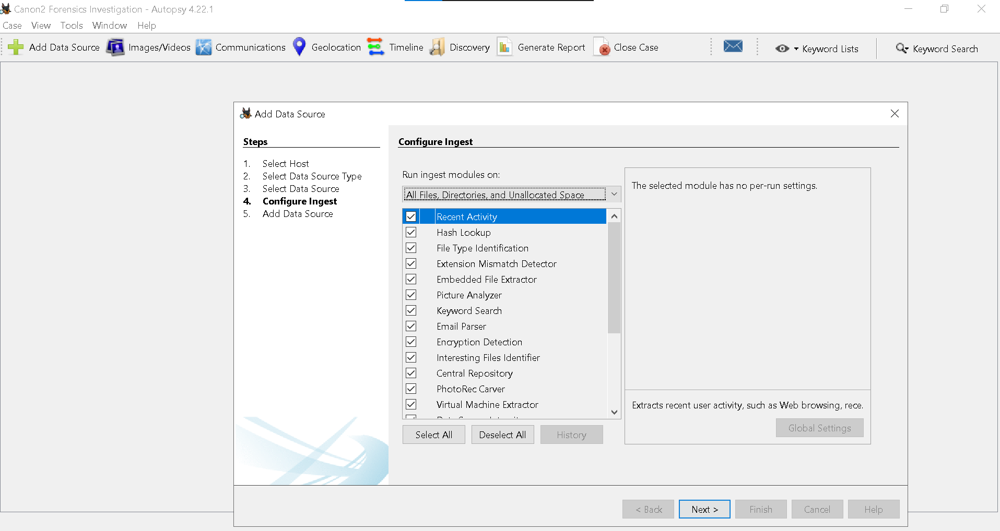 Canon2 Forensics Investigation - Autopsy 4.22.1
Case View Tools Window Help
Add Data Source Images/Videos Communications Geolocation Timeline Discovery Generate Report Close Case Keyword Lists Keyword Search
Add Data Source
Steps
1. Select Host
2. Select Data Source Type
3. Select Data Source
4. Configure Ingest
5. Add Data Source
Configure Ingest
Run ingest modules on:
All Files, Directories, and Unallocated Space
Recent Activity
Hash Lookup
File Type Identification
Extension Mismatch Detector
Embedded File Extractor
Picture Analyzer
Keyword Search
Email Parser
Encryption Detection
Interesting Files Identifier
Central Repository
PhotoRec Carver
Virtual Machine Extractor
Select All Deselect All History
The selected module has no per-run settings.
Extracts recent user activity, such as Web browsing, rece.
Global Settings
< Back Next > Finish Cancel Help